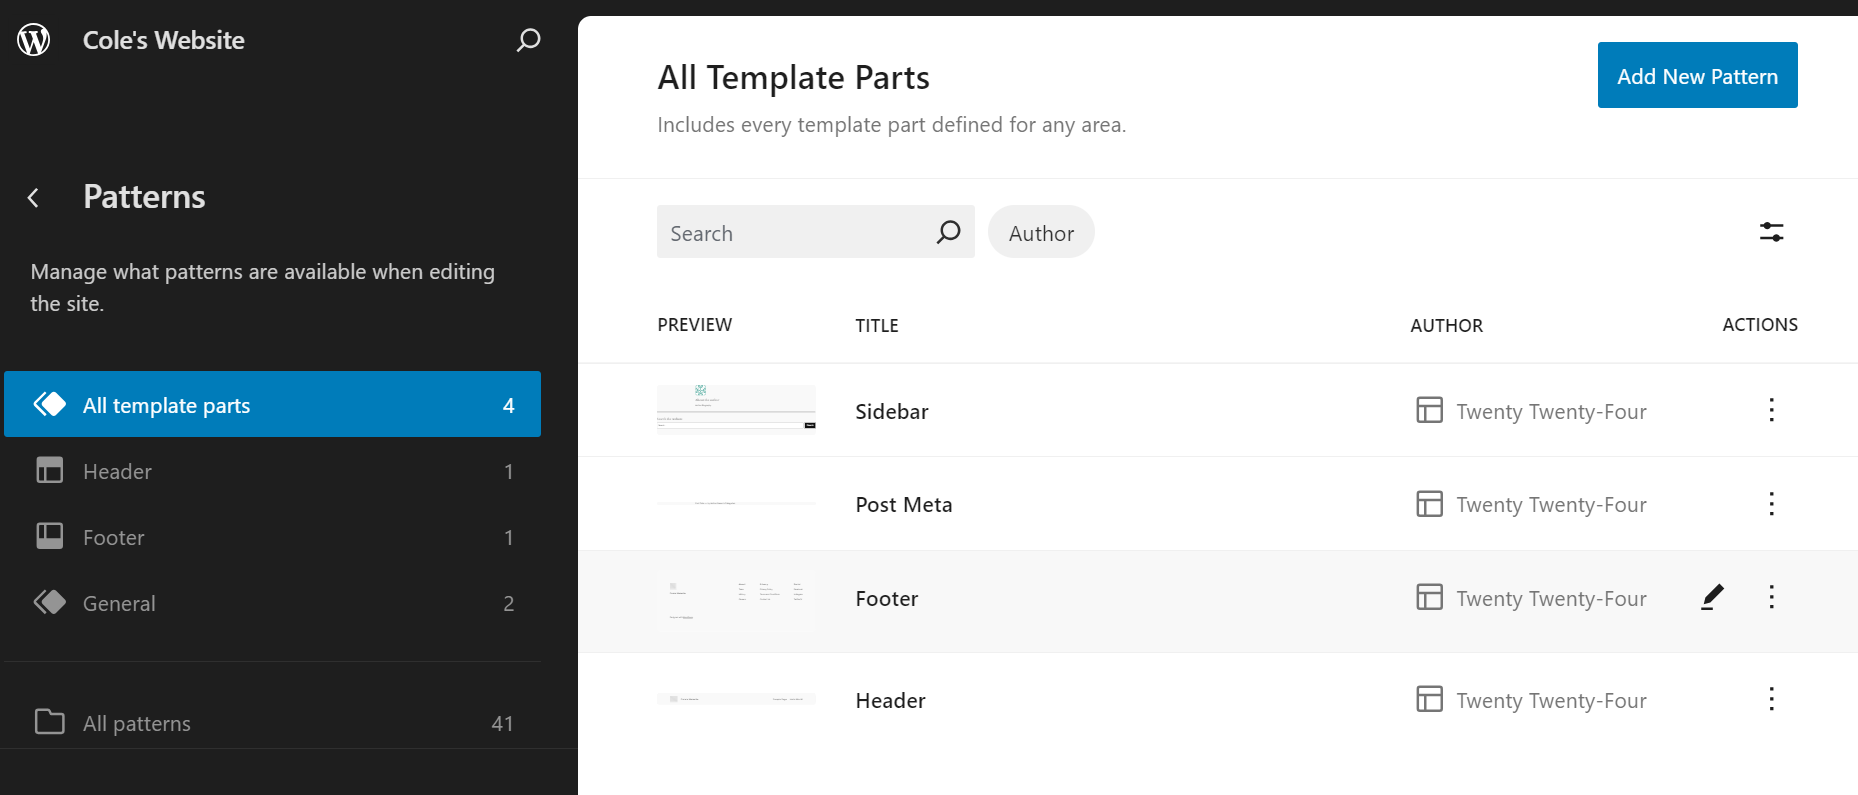 Cole's Website
Patterns
Manage what patterns are available when editing
the site.
All template parts 4
Header 1
Footer 1
General 2
All patterns 41
All Template Parts
Includes every template part defined for any area.
Add New Pattern
Search
Author
PREVIEW TITLE AUTHOR ACTIONS
Sidebar Twenty Twenty-Four
Post Meta Twenty Twenty-Four
Footer Twenty Twenty-Four
Header Twenty Twenty-Four